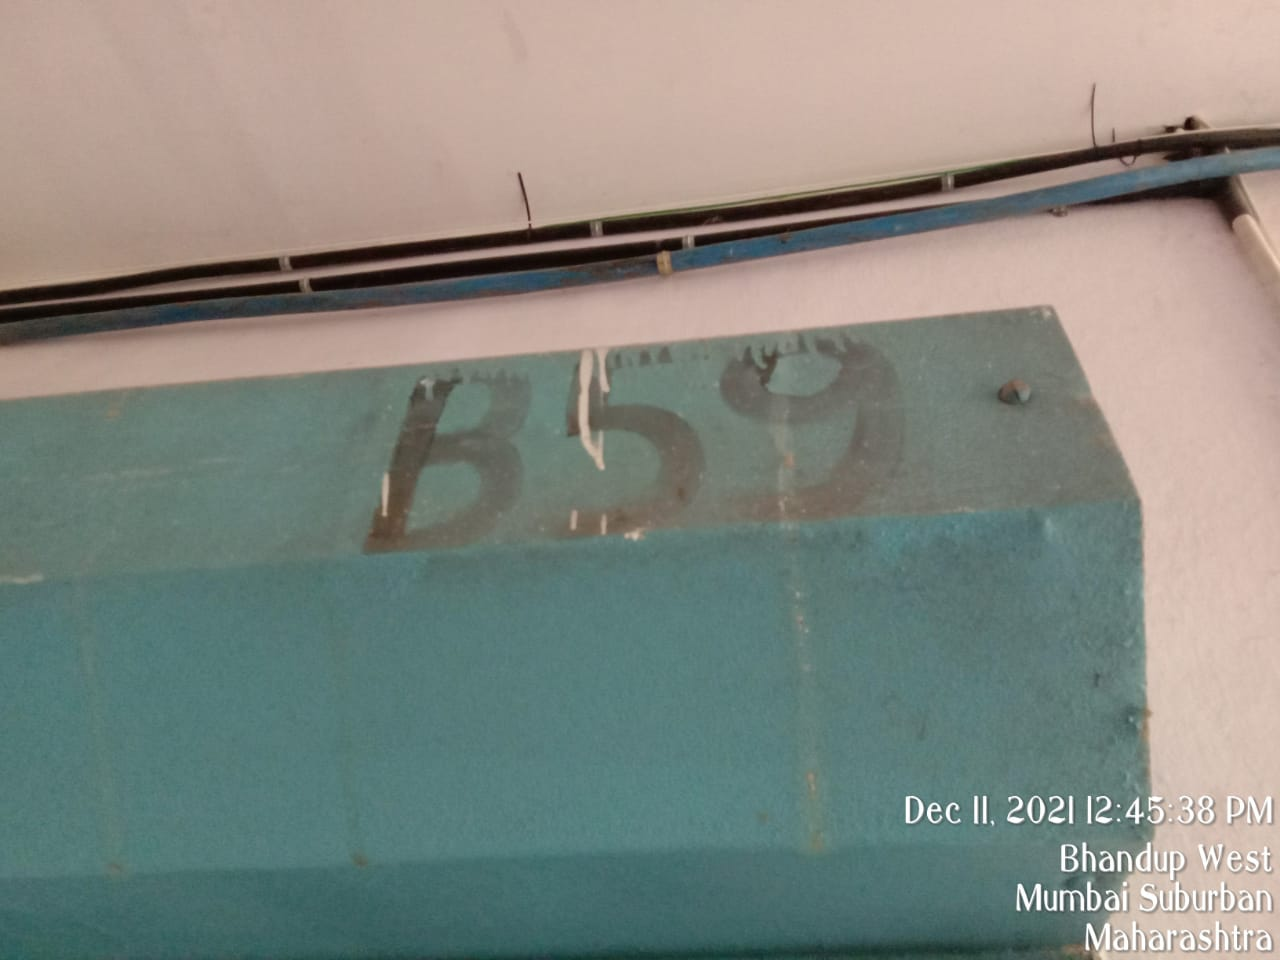 B59
Dec 11, 2021 12:45:38 PM
Bhandup West
Mumbai Suburban
Maharashtra